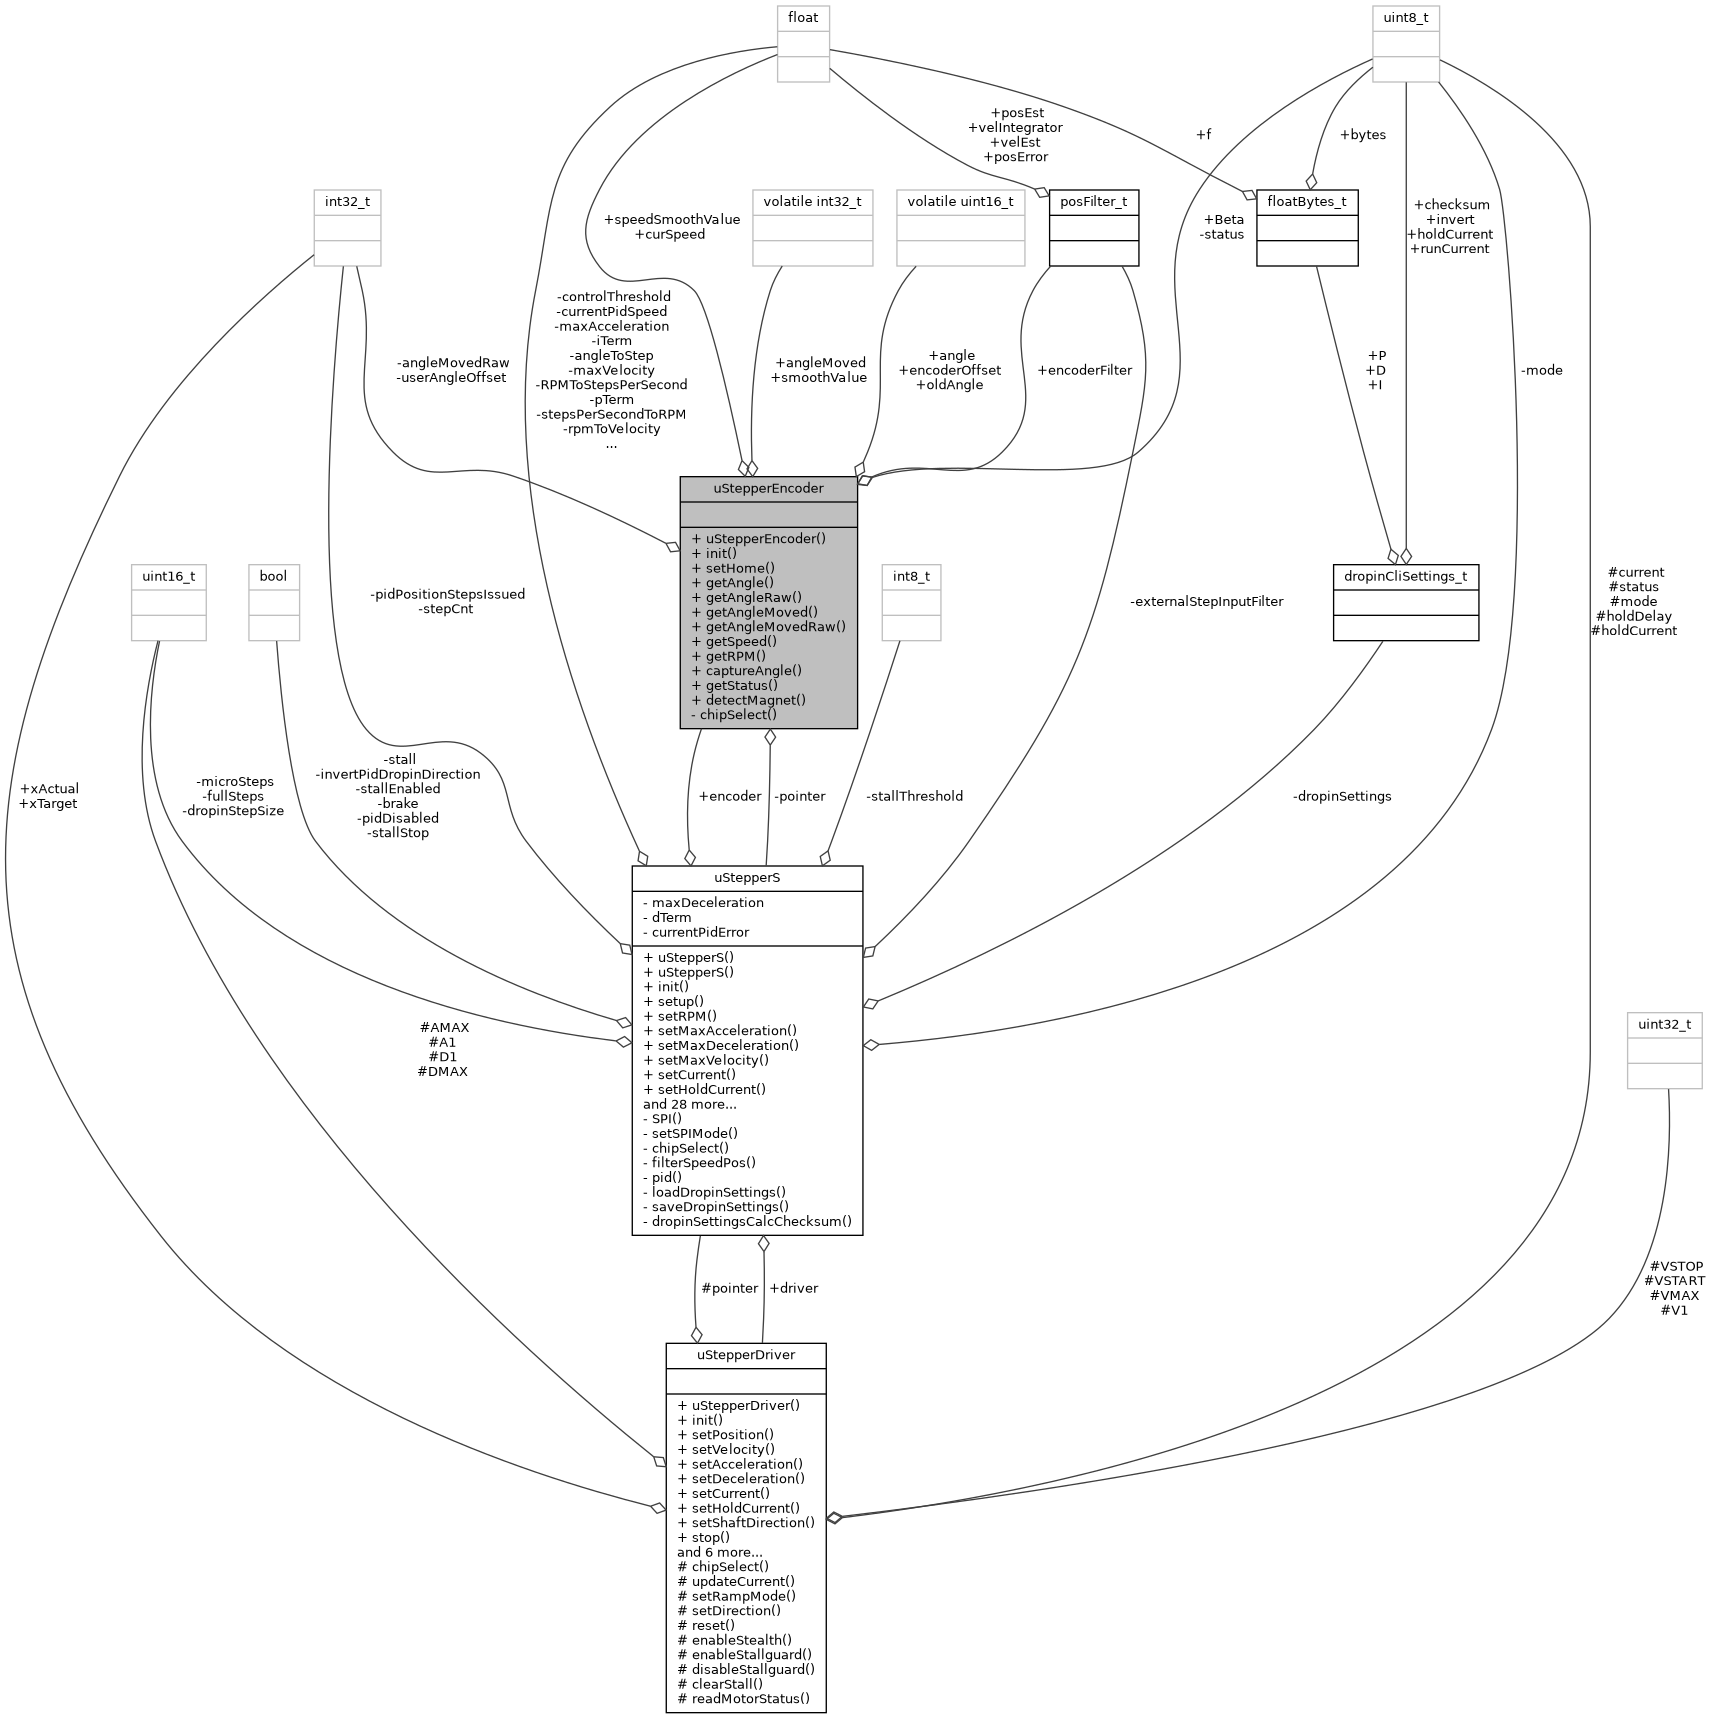 float
uint8_t
+posEst
+velIntegrator
+velEst
+posError
+f
+bytes
int32_t
volatile int32_t
volatile uint16_t
posFilter_t
floatBytes_t
+speedSmoothValue
+curSpeed
+Beta
-status
+checksum
+invert
+holdCurrent
+runCurrent
-controlThreshold
-currentPidSpeed
-maxAcceleration
-iTerm
-angleToStep
-maxVelocity
-RPMToStepsPerSecond
-pTerm
-stepsPerSecondToRPM
-rpmToVelocity
...
-angleMovedRaw
-userAngleOffset
+angleMoved
+smoothValue
+angle
+encoderOffset
+oldAngle
+encoderFilter
+P
+D
+I
-mode
uStepperEncoder
+ uStepperEncoder()
+ init()
+ setHome()
+ getAngle()
+ getAngleRaw()
+ getAngleMoved()
+ getAngleMovedRaw()
+ getSpeed()
+ getRPM()
+ captureAngle()
+ getStatus()
+ detectMagnet()
- chipSelect()
uint16_t
bool
int8_t
dropinCliSettings_t
-pidPositionStepsIssued
-stepCnt
-externalStepInputFilter
#current
#status
#mode
#holdDelay
#holdCurrent
+xActual
+xTarget
-microSteps
-fullSteps
-dropinStepSize
-stall
-invertPidDropinDirection
-stallEnabled
-brake
-pidDisabled
-stallStop
+encoder
-pointer
-stallThreshold
-dropinSettings
uStepperS
- maxDeceleration
- dTerm
- currentPidError
+ uStepperS()
+ uStepperS()
+ init()
+ setup()
+ setRPM()
+ setMaxAcceleration()
+ setMaxDeceleration()
+ setMaxVelocity()
+ setCurrent()
+ setHoldCurrent()
and 28 more...
- SPI()
- setSPIMode()
- chipSelect()
- filterSpeedPos()
- pid()
- loadDropinSettings()
- saveDropinSettings()
- dropinSettingsCalcChecksum()
#AMAX
#A1
#D1
#DMAX
uint32_t
#pointer
+driver
#VSTOP
#VSTART
#VMAX
#V1
uStepperDriver
+ uStepperDriver()
+ init()
+ setPosition()
+ setVelocity()
+ setAcceleration()
+ setDeceleration()
+ setCurrent()
+ setHoldCurrent()
+ setShaftDirection()
+ stop()
and 6 more...
# chipSelect()
# updateCurrent()
# setRampMode()
# setDirection()
# reset()
# enableStealth()
# enableStallguard()
# disableStallguard()
# clearStall()
# readMotorStatus()